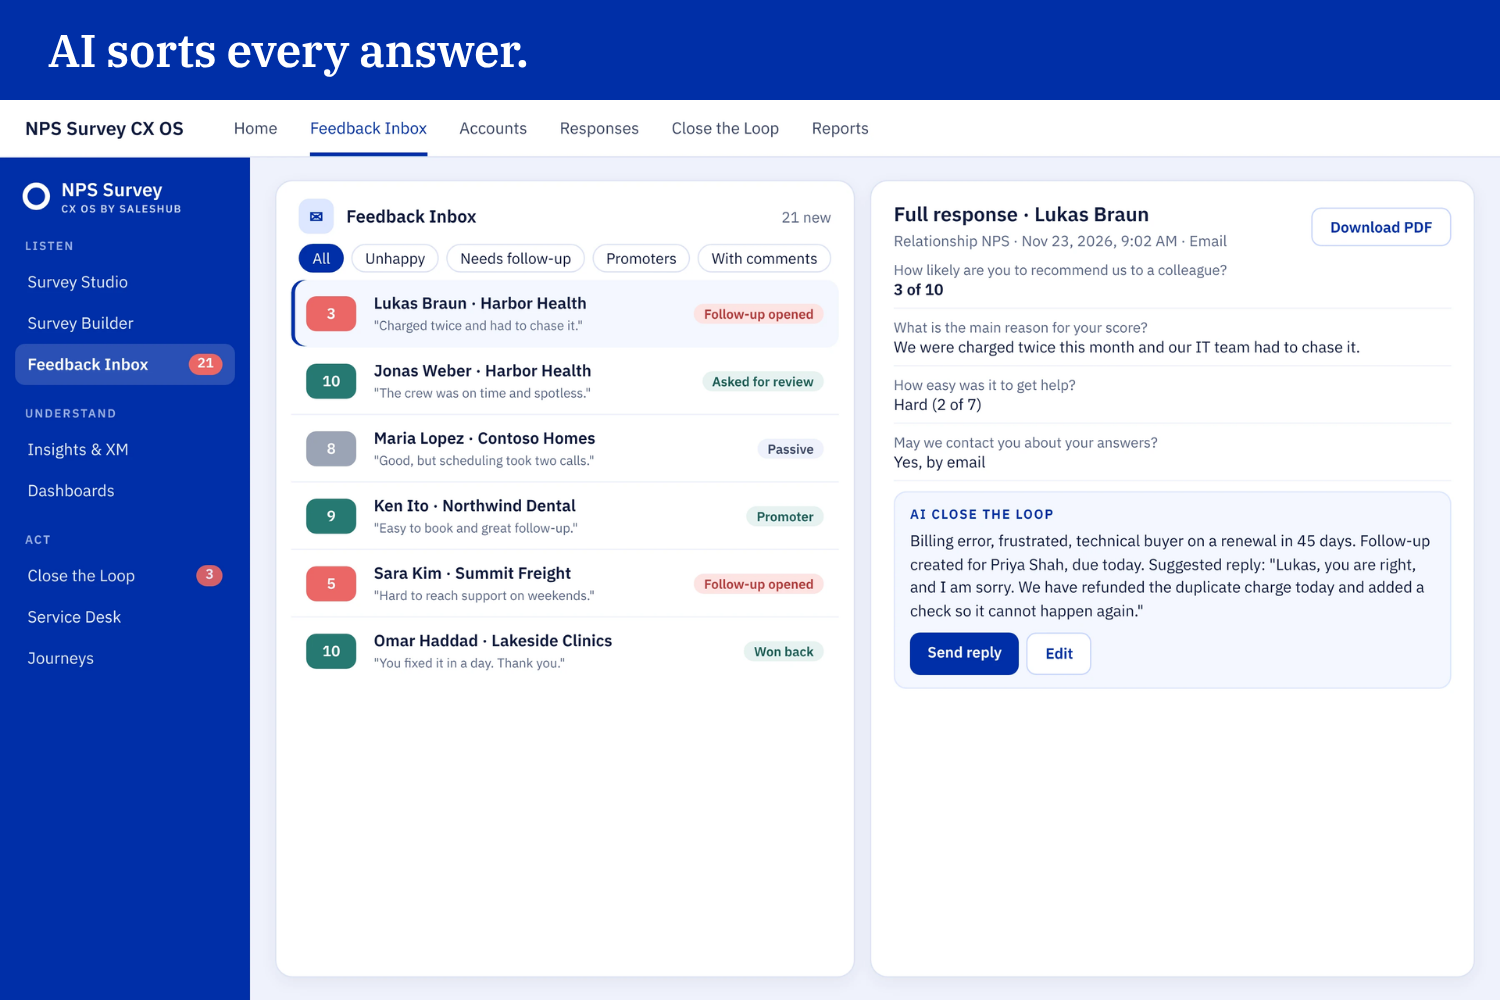 AI sorts every answer.
NPS Survey CX OS
Home
Feedback Inbox
Accounts
Responses
Close the Loop
Reports
NPS Survey
CX OS BY SALESHUB
LISTEN
Survey Studio
Survey Builder
Feedback Inbox 21
UNDERSTAND
Insights & XM
Dashboards
ACT
Close the Loop 3
Service Desk
Journeys
✉ Feedback Inbox 21 new
All Unhappy Needs follow-up Promoters With comments
3 Lukas Braun · Harbor Health Follow-up opened
"Charged twice and had to chase it."
10 Jonas Weber · Harbor Health Asked for review
"The crew was on time and spotless."
8 Maria Lopez · Contoso Homes Passive
"Good, but scheduling took two calls."
9 Ken Ito · Northwind Dental Promoter
"Easy to book and great follow-up."
5 Sara Kim · Summit Freight Follow-up opened
"Hard to reach support on weekends."
10 Omar Haddad · Lakeside Clinics Won back
"You fixed it in a day. Thank you."
Full response · Lukas Braun
Relationship NPS · Nov 23, 2026, 9:02 AM · Email
Download PDF
How likely are you to recommend us to a colleague?
3 of 10
What is the main reason for your score?
We were charged twice this month and our IT team had to chase it.
How easy was it to get help?
Hard (2 of 7)
May we contact you about your answers?
Yes, by email
AI CLOSE THE LOOP
Billing error, frustrated, technical buyer on a renewal in 45 days. Follow-up
created for Priya Shah, due today. Suggested reply: "Lukas, you are right,
and I am sorry. We have refunded the duplicate charge today and added a
check so it cannot happen again."
Send reply Edit